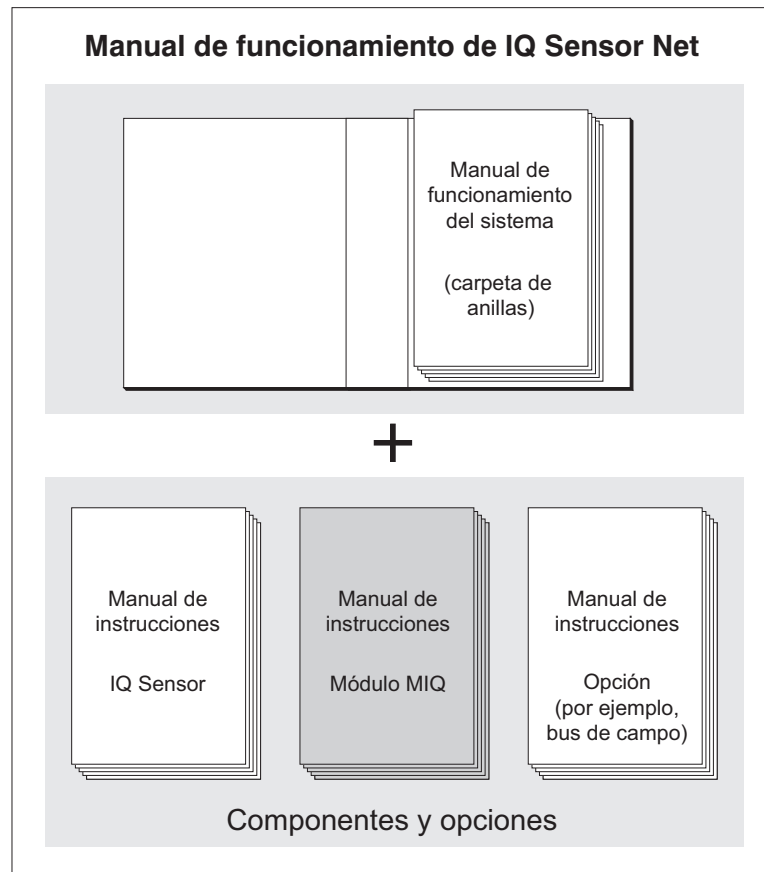 Manual de funcionamiento de IQ Sensor Net
Manual de
funcionamiento
del sistema
(carpeta de
anillas)
+
Manual de
instrucciones
IQ Sensor
Manual de
instrucciones
Módulo MIQ
Manual de
instrucciones
Opción
(por ejemplo,
bus de campo)
Componentes y opciones